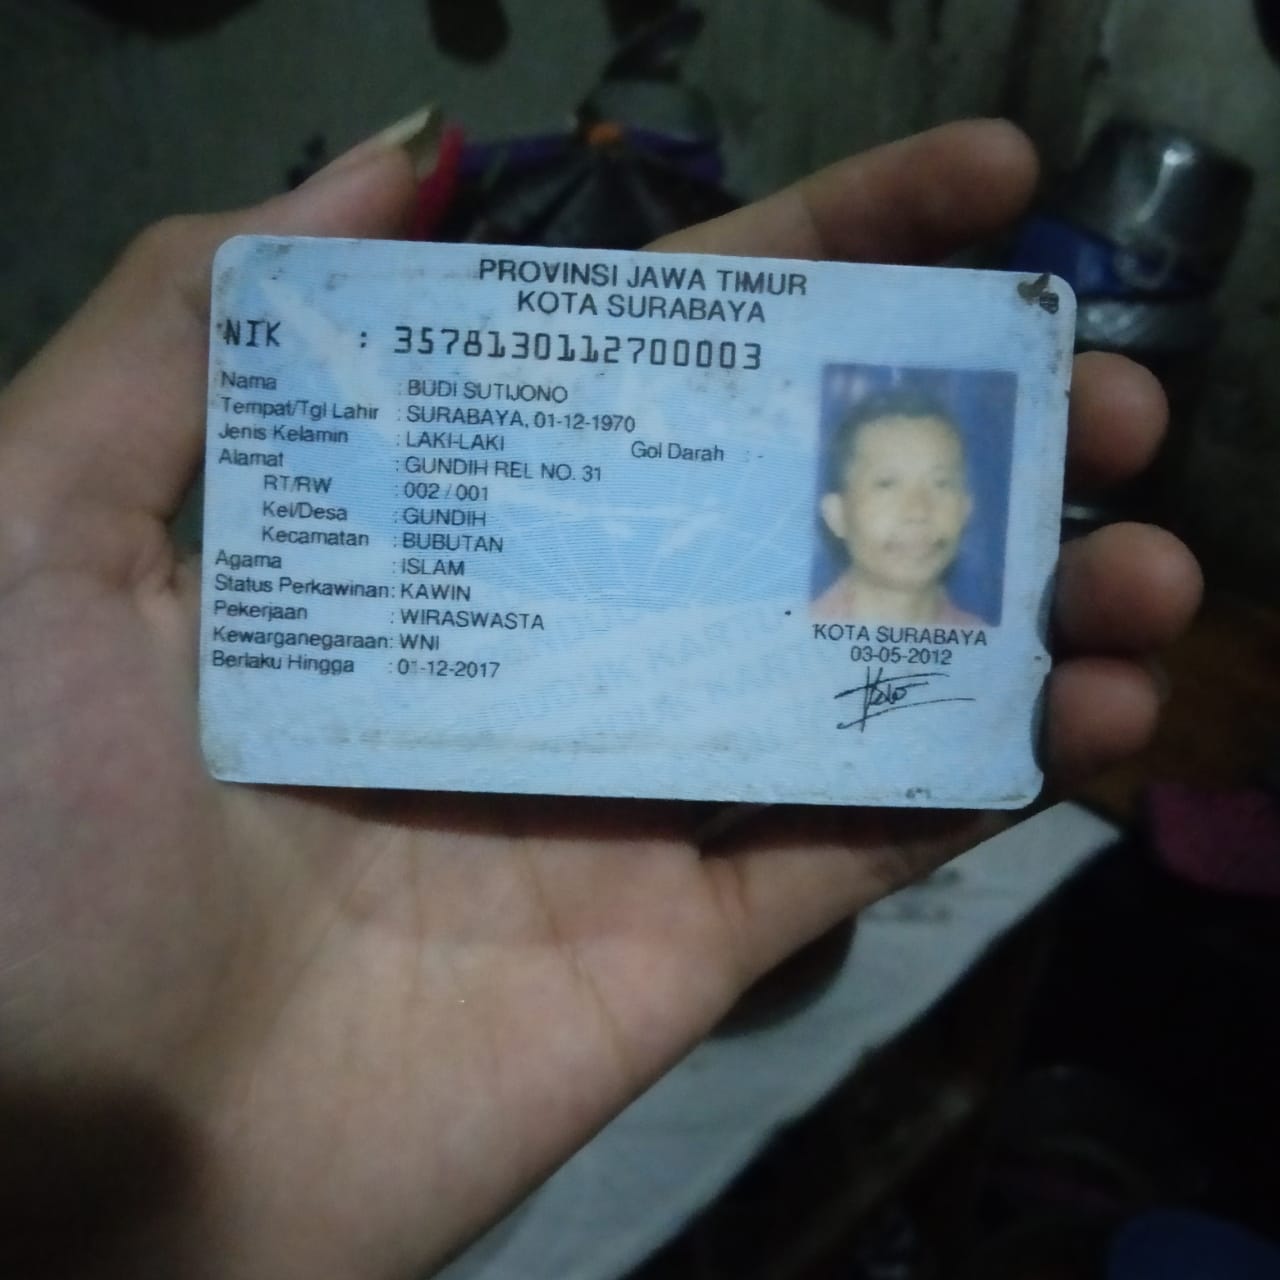 PROVINSI JAWA TIMUR
KOTA SURABAYA
NIK : 3578130112700003
Nama : BUDI SUTIJONO
Tempat/Tgl Lahir : SURABAYA, 01-12-1970
Jenis Kelamin : LAKI-LAKI Gol Darah : -
Alamat : GUNDIH REL NO. 31
RT/RW : 002 / 001
Kel/Desa : GUNDIH
Kecamatan : BUBUTAN
Agama : ISLAM
Status Perkawinan: KAWIN
Pekerjaan : WIRASWASTA
Kewarganegaraan: WNI
Berlaku Hingga : 01-12-2017
KOTA SURABAYA
03-05-2012